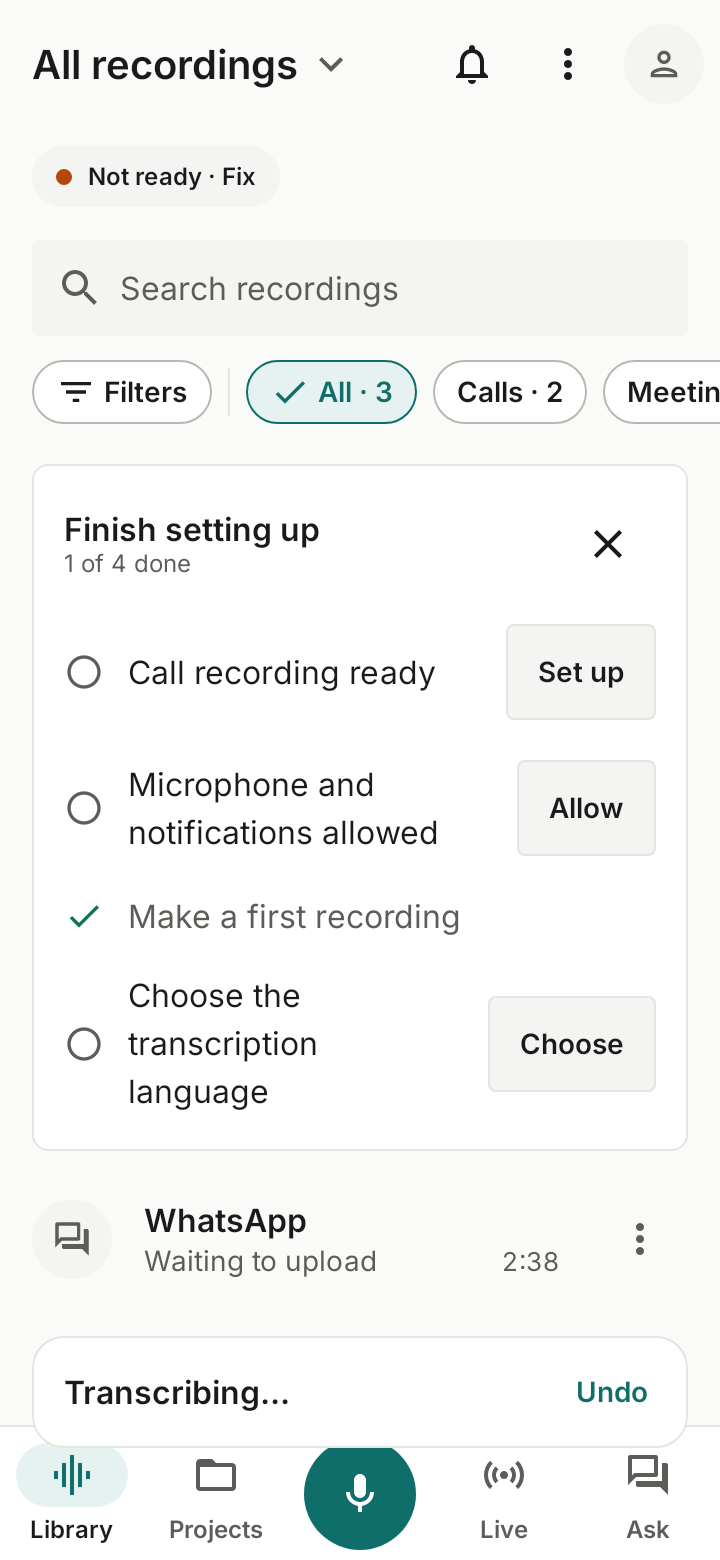 All recordings
Not ready · Fix
Search recordings
Filters
All · 3
Calls · 2
Meetin
Finish setting up
1 of 4 done
Call recording ready
Set up
Microphone and
notifications allowed
Allow
Make a first recording
Choose the
transcription
language
Choose
WhatsApp
Waiting to upload
2:38
Transcribing...
Undo
Library
Projects
Live
Ask